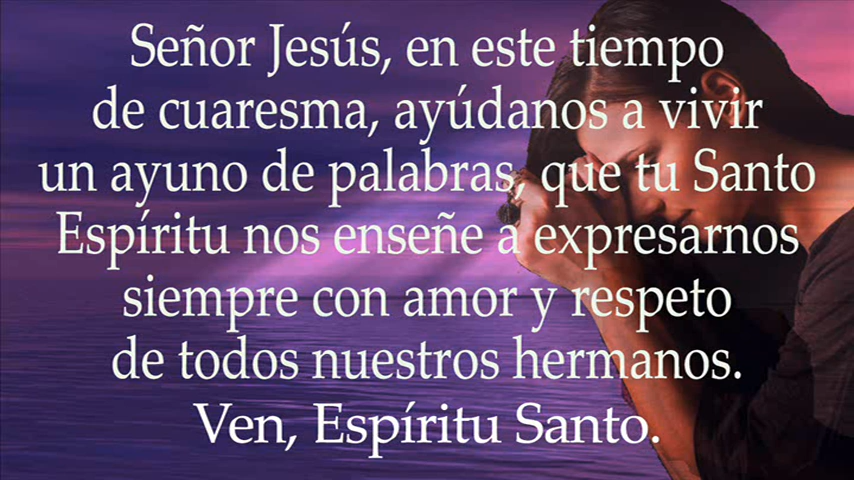 Señor Jesús, en este tiempo
de cuaresma, ayúdanos a vivir
un ayuno de palabras, que tu Santo
Espíritu nos enseñe a expresarnos
siempre con amor y respeto
de todos nuestros hermanos.
Ven, Espíritu Santo.